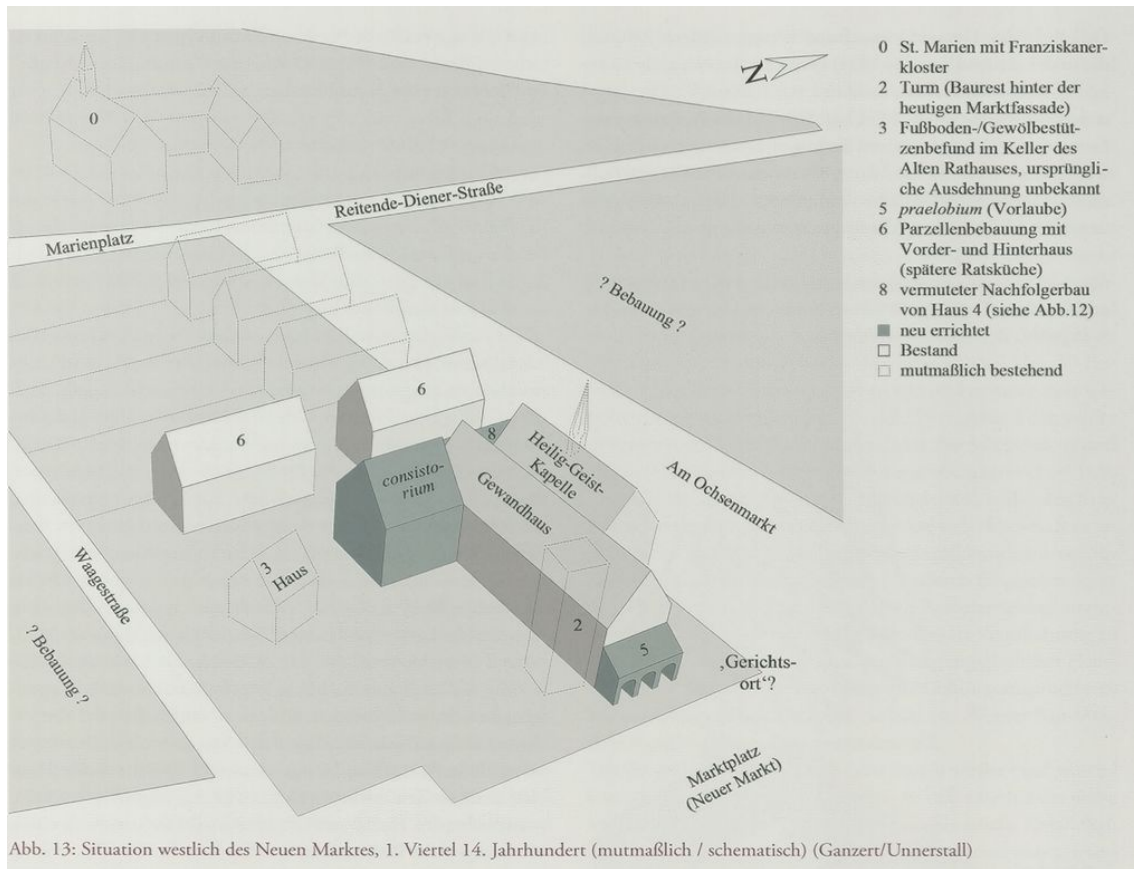 0 St. Marien mit Franziskaner-
kloster
2 Turm (Baurest hinter der
heutigen Marktfassade)
3 Fußboden-/Gewölbestüt-
zenbefund im Keller des
Alten Rathauses, ursprüngli-
che Ausdehnung unbekannt
5 praelobium (Vorlaube)
6 Parzellenbebauung mit
Vorder- und Hinterhaus
(spätere Ratsküche)
8 vermuteter Nachfolgerbau
von Haus 4 (siehe Abb.12)
neu errichtet
Bestand
mutmaßlich bestehend
N
0
Reitende-Diener-Straße
Marienplatz
? Bebauung ?
6
6
8
Heilig-Geist-
Kapelle
consisto-
rium
Gewandhaus
Am Ochsenmarkt
3
Haus
Waagestraße
2
5
? Bebauung ?
‚Gerichts-
ort‘?
Marktplatz
(Neuer Markt)
Abb. 13: Situation westlich des Neuen Marktes, 1. Viertel 14. Jahrhundert (mutmaßlich / schematisch) (Ganzert/Unnerstall)